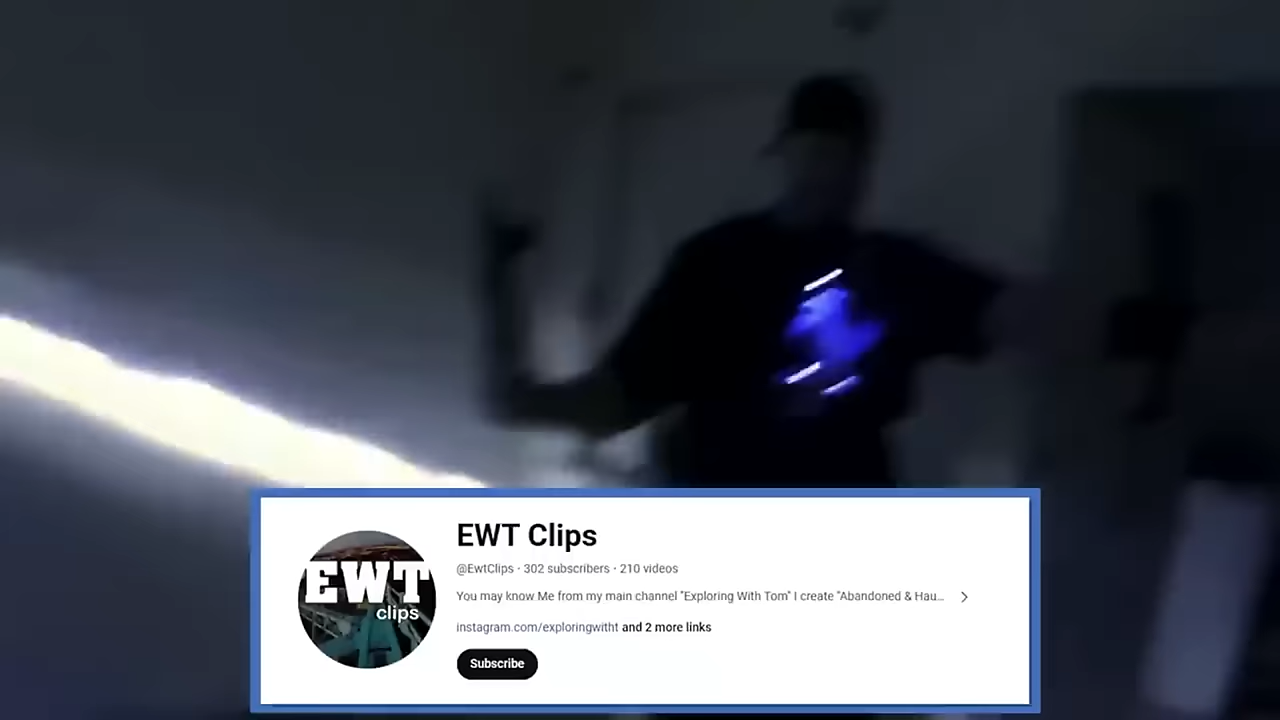 EWT Clips
@EwtClips · 302 subscribers · 210 videos
EWT
clips
You may know Me from my main channel "Exploring With Tom" I create "Abandoned & Hau...
instagram.com/exploringwitht and 2 more links
Subscribe